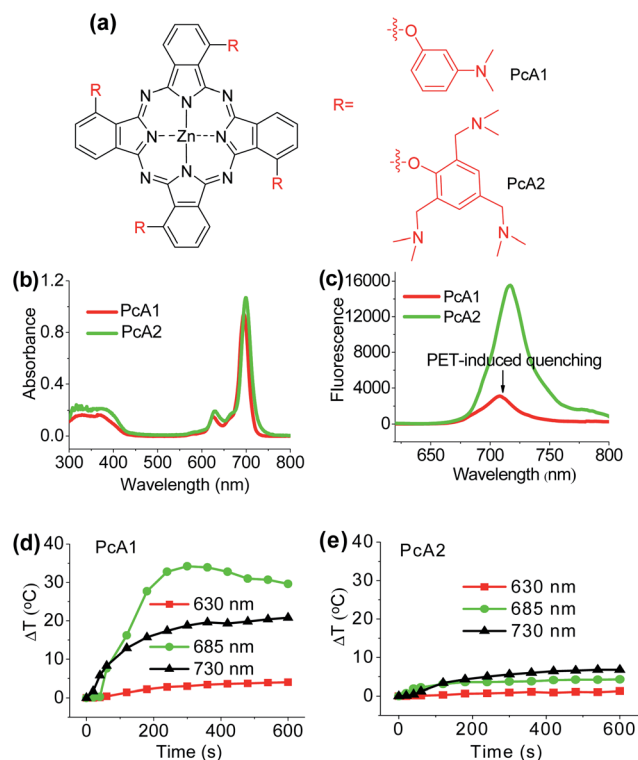 (a)
R
R
R
R
N
N
N
N
N
Zn
N
N
N
R=
O
N
PcA1
O
N
N
N
PcA2
(b)
PcA1
PcA2
Absorbance
1.2
0.8
0.4
0.0
300 400 500 600 700 800
Wavelength (nm)
(c)
PcA1
PcA2
PET-induced quenching
Fluorescence
16000
12000
8000
4000
0
650 700 750 800
Wavelength (nm)
(d) PcA1
630 nm
685 nm
730 nm
ΔT (ºC)
40
30
20
10
0
0 200 400 600
Time (s)
(e) PcA2
630 nm
685 nm
730 nm
ΔT (ºC)
40
30
20
10
0
0 200 400 600
Time (s)